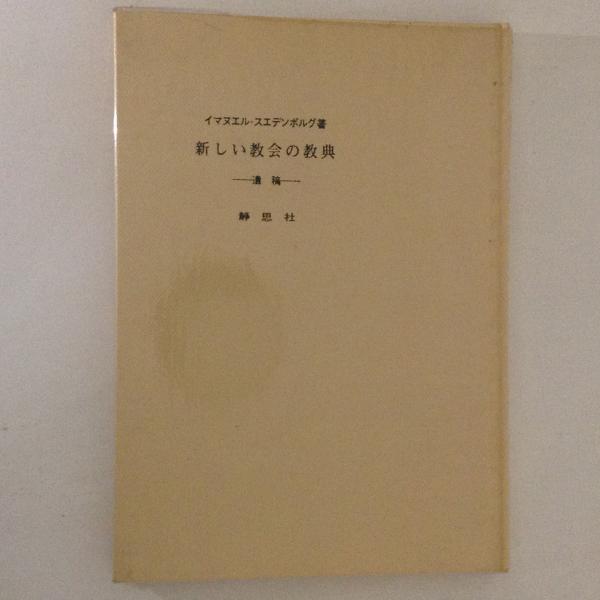 イマヌエル・スエデンボルグ著
新しい教会の教典
――遺 稿――
靜 思 社